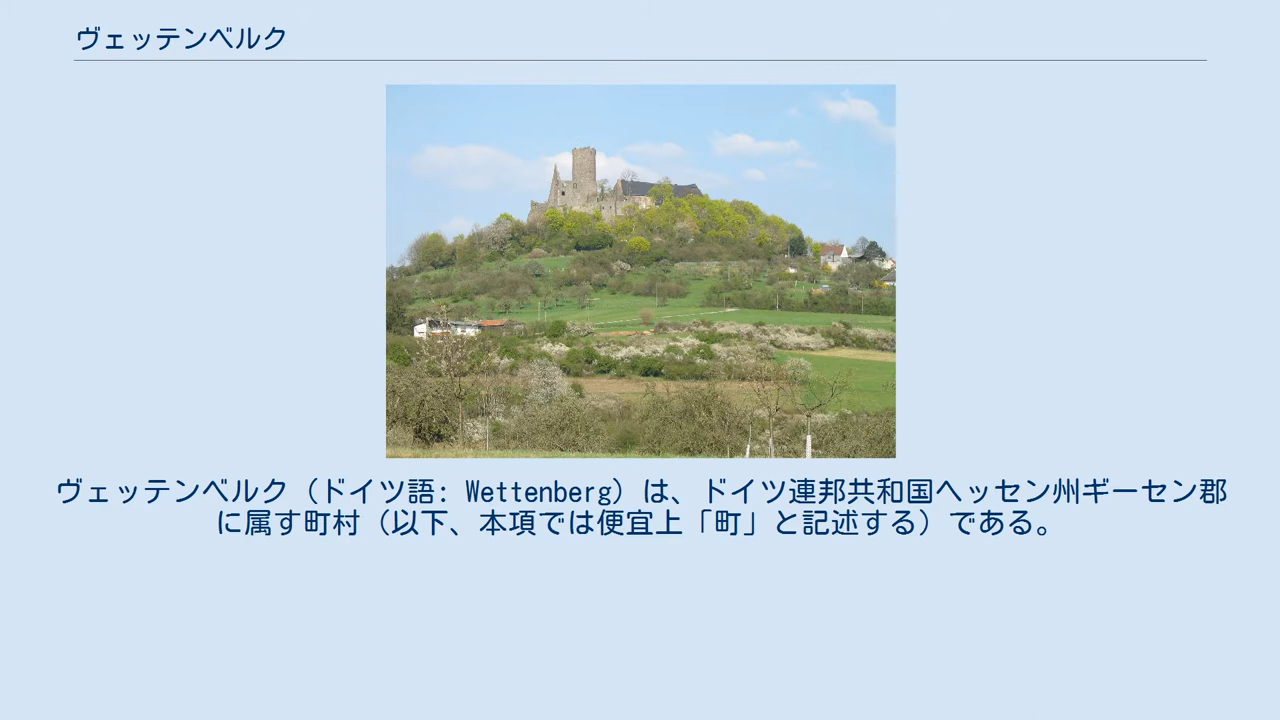 ヴェッテンベルク
ヴェッテンベルク（ドイツ語: Wettenberg）は、ドイツ連邦共和国ヘッセン州ギーセン郡
に属す町村（以下、本項では便宜上「町」と記述する）である。